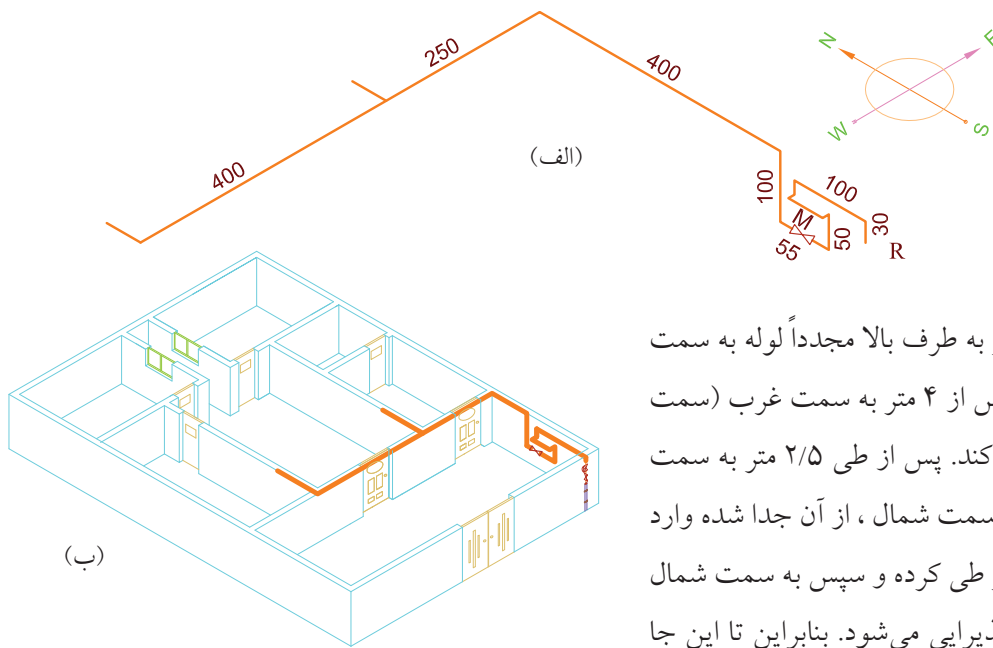 250
400
400
100
100
30
50
55
M
R
N
E
W
S
(الف)
(ب)
ر به طرف بالا مجدداً لوله به سمت
س از ۴ متر به سمت غرب (سمت
کند. پس از طی ۲/۵ متر به سمت
سمت شمال ، از آن جدا شده وارد
ر طی کرده و سپس به سمت شمال
ذیرایی می‌شود. بنابراین تا این جا